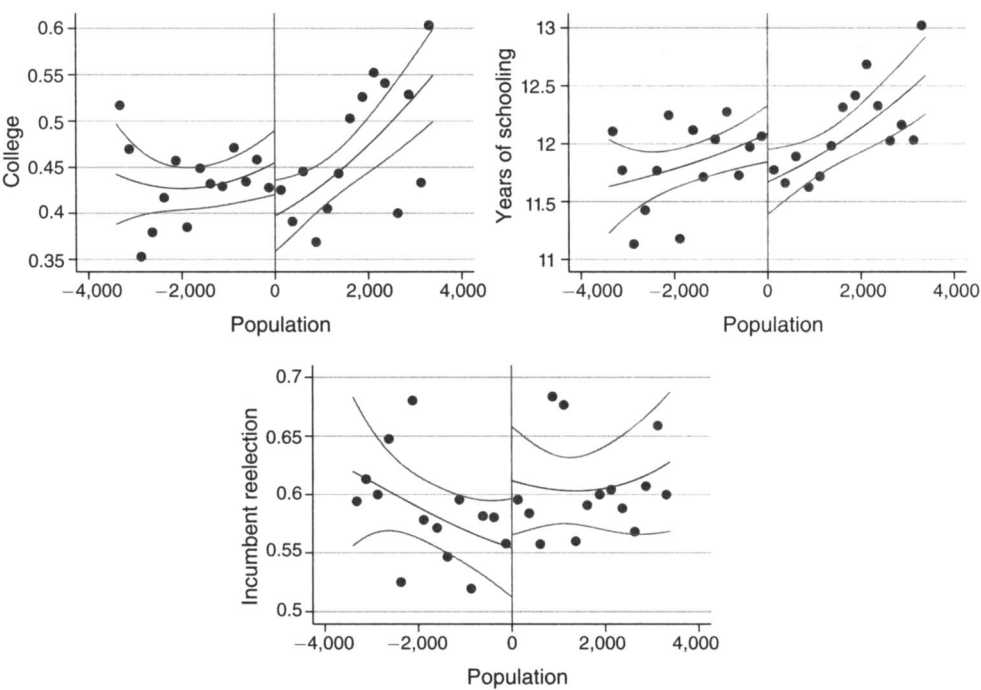 College
0.6
0.55
0.5
0.45
0.4
0.35
−4,000 −2,000 0 2,000 4,000
Population
Years of schooling
13
12.5
12
11.5
11
−4,000 −2,000 0 2,000 4,000
Population
Incumbent reelection
0.7
0.65
0.6
0.55
0.5
−4,000 −2,000 0 2,000 4,000
Population